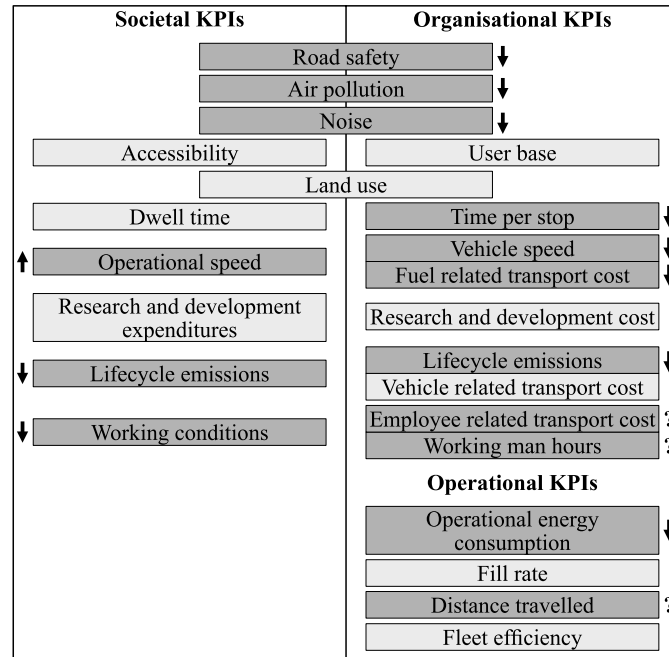 Societal KPIs
Organisational KPIs
Road safety
Air pollution
Noise
Accessibility
User base
Land use
Dwell time
Time per stop
Operational speed
Vehicle speed
Fuel related transport cost
Research and development
expenditures
Research and development cost
Lifecycle emissions
Lifecycle emissions
Vehicle related transport cost
Working conditions
Employee related transport cost ?
Working man hours ?
Operational KPIs
Operational energy
consumption
Fill rate
Distance travelled ?
Fleet efficiency